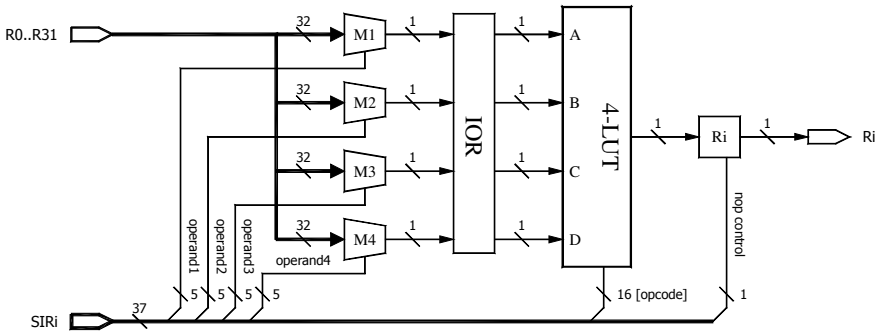 32 1 1
R0..R31 M1 A
32 1 1
M2 B
IOR 4-LUT 1 Ri 1 Ri
32 1 1
M3 C
32 1 1
M4 D
operand1 operand2 operand3 operand4 nop control
5 5 5 5 16 [opcode] 1
SIRi 37